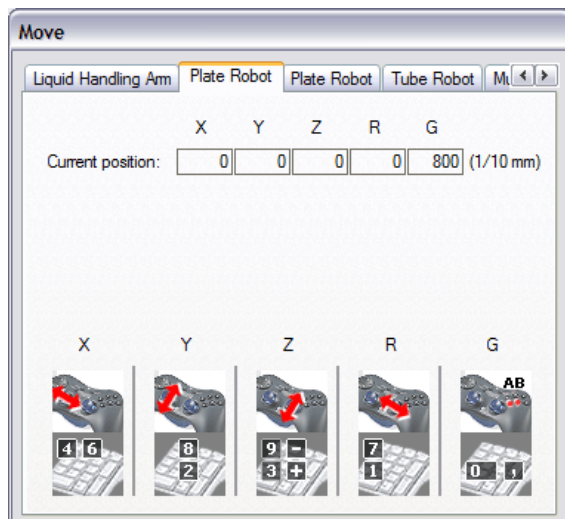 Move
Liquid Handling Arm Plate Robot Plate Robot Tube Robot
X Y Z R G
Current position: 0 0 0 0 800 (1/10 mm)
X Y Z R G
AB
4 6 8 9 - 7
2 3 + 1 0 ,